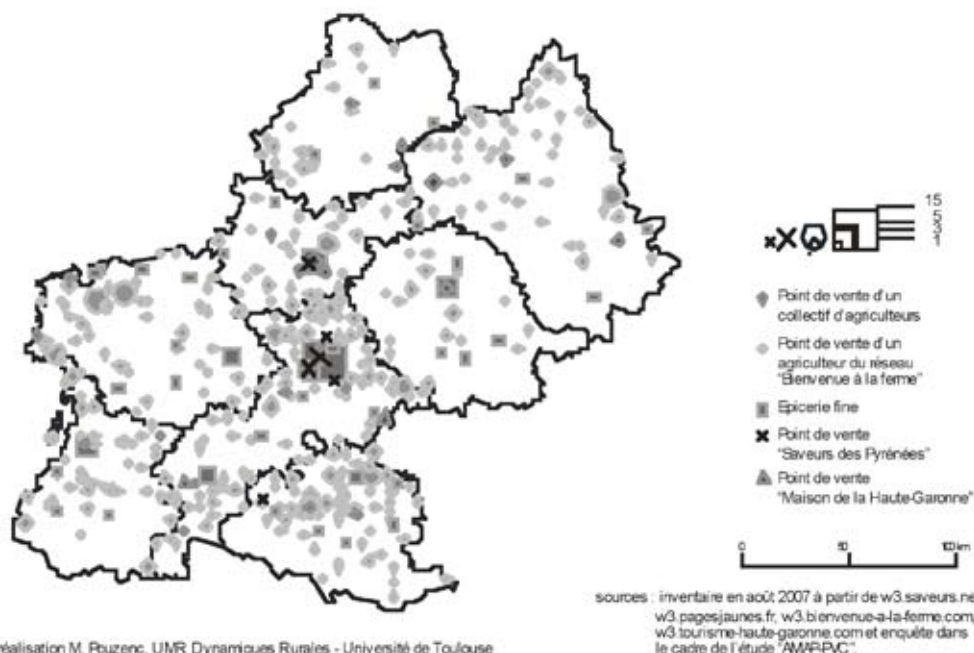 15
5
3
1
Point de vente d'un
collectif d'agriculteurs
Point de vente d'un
agriculteur du réseau
"Bienvenue à la ferme"
Epicerie fine
Point de vente
"Saveurs des Pyrénées"
Point de vente
"Maison de la Haute-Garonne"
0 50 100 km
sources : inventaire en août 2007 à partir de w3.saveurs.ne
w3.pagesjaunes.fr, w3.bienvenue-a-la-ferme.com,
w3.tourisme-haute-garonne.com et enquête dans
le cadre de l'étude "AMAP-PVC".
réalisation M. Pouzenc, UMR Dynamiques Rurales - Université de Toulouse